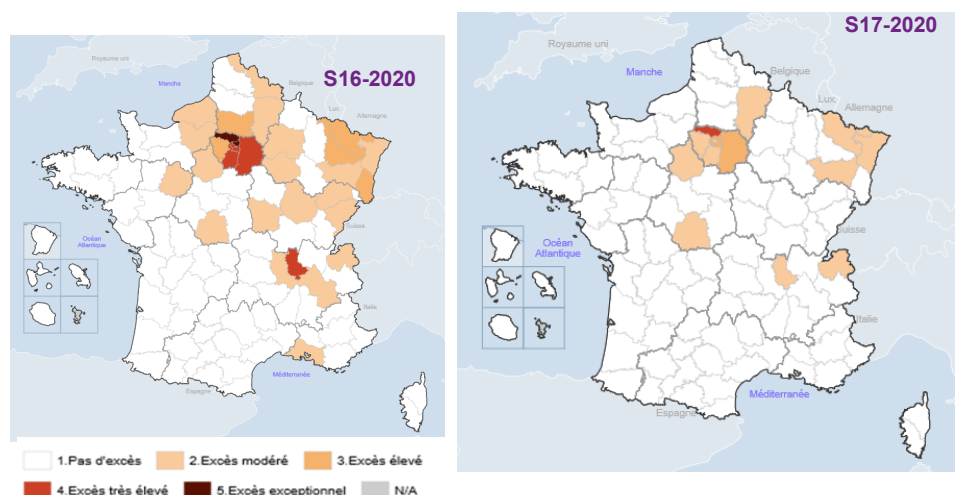 S16-2020
Royaume uni
Manche
Belgique
Lux.
Allemagne
Suisse
Océan
Atlantique
Italie
Méditerranée
Espagne
S17-2020
Royaume uni
Manche
Belgique
Lux
Allemagne
Suisse
Océan
Atlantique
Italie
Méditerranée
Espagne
1.Pas d'excès
2.Excès modéré
3.Excès élevé
4.Excès très élevé
5.Excès exceptionnel
N/A